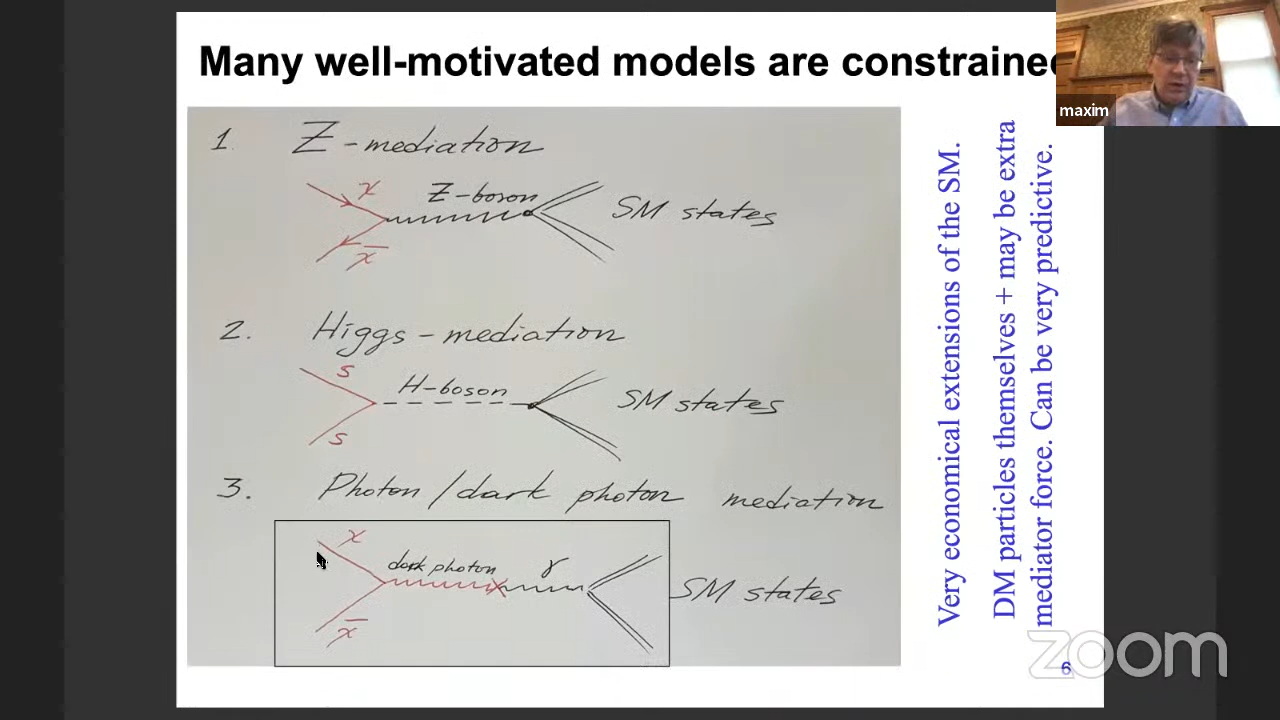 Many well-motivated models are constraine
maxim
1. Z-mediation
χ
Z-boson
SM states
χ̅
2. Higgs-mediation
S
H-boson
SM states
S
3. Photon/dark photon mediation
χ
dark photon
γ
SM states
χ̅
Very economical extensions of the SM.
DM particles themselves + may be extra
mediator force. Can be very predictive.
zoom
6